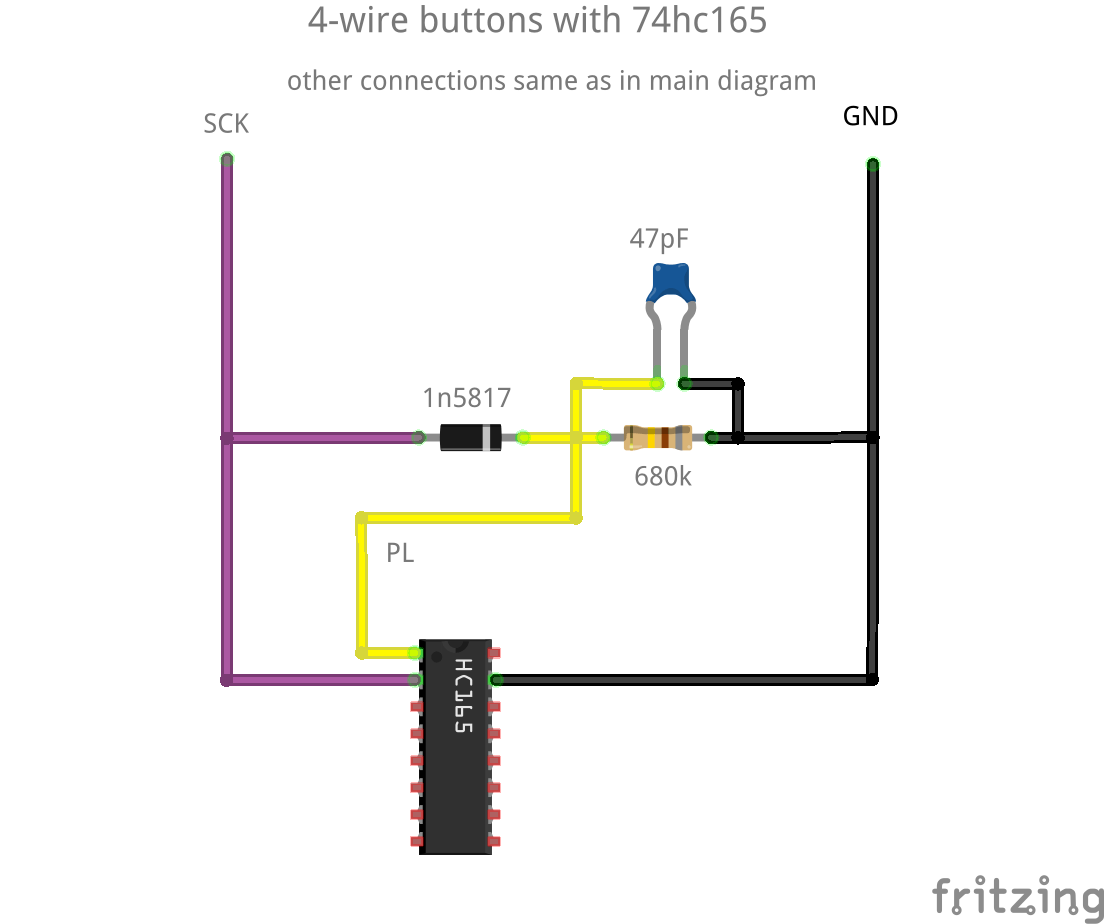 4-wire buttons with 74hc165
other connections same as in main diagram
SCK
GND
47pF
1n5817
680k
PL
HC165
fritzing